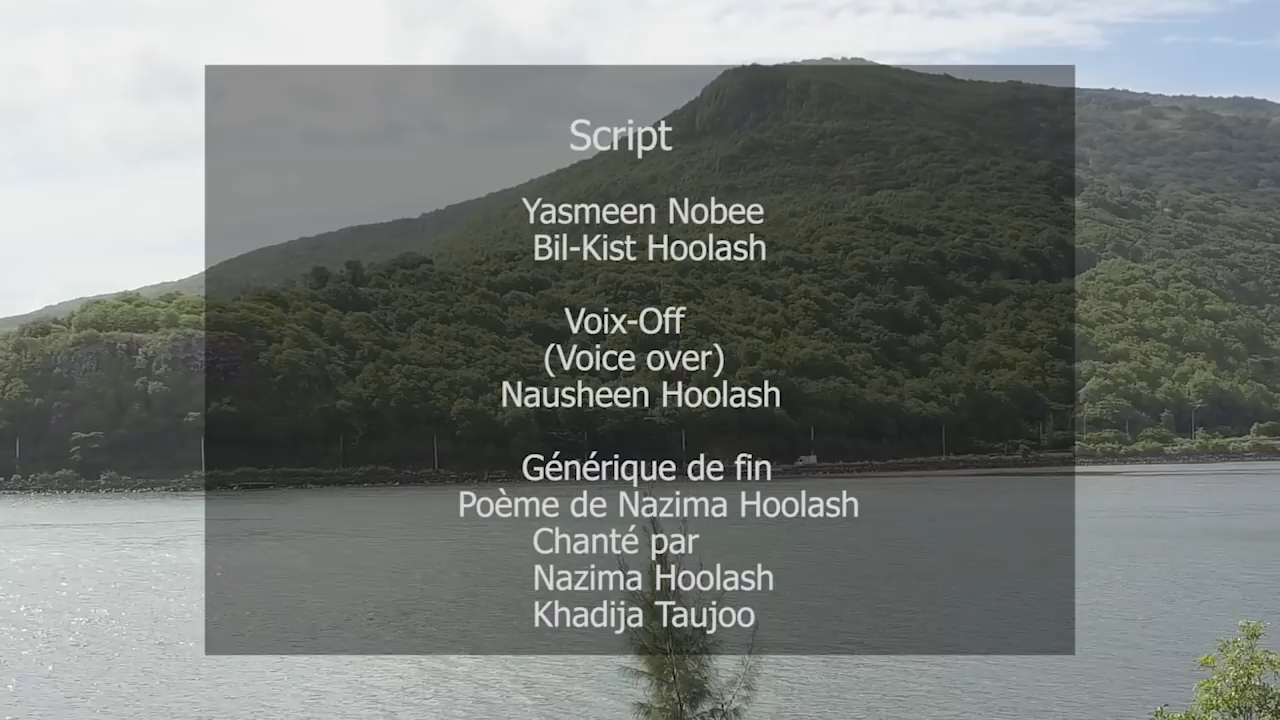 Script
Yasmeen Nobee
Bil-Kist Hoolash
Voix-Off
(Voice over)
Nausheen Hoolash
Générique de fin
Poème de Nazima Hoolash
Chanté par
Nazima Hoolash
Khadija Taujoo